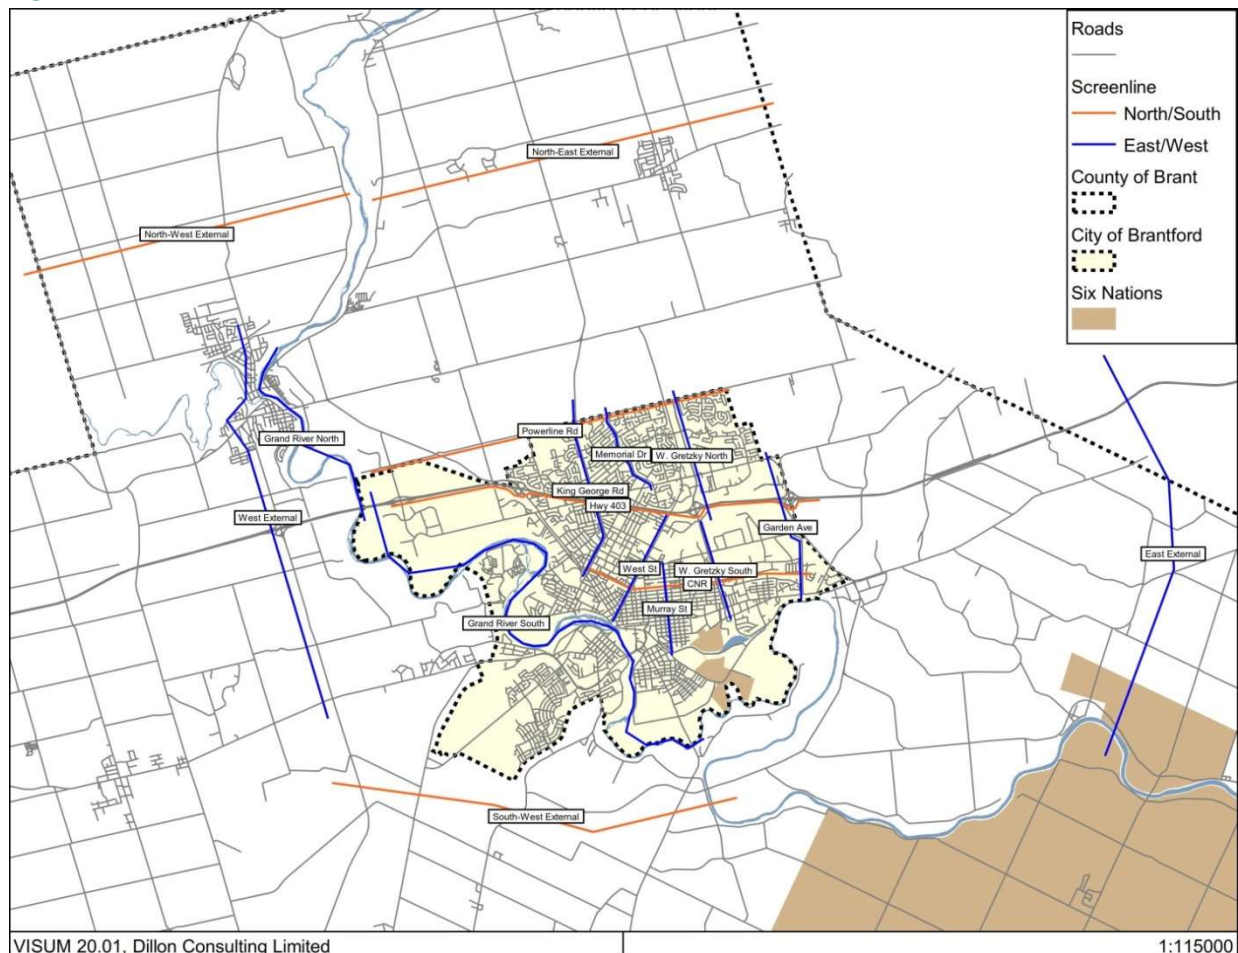 Roads
Screenline
North/South
East/West
County of Brant
City of Brantford
Six Nations
North-East External
North-West External
Powerline Rd
Grand River North
Memorial Dr
W. Gretzky North
King George Rd
Hwy 403
West External
Garden Ave
East External
West St
W. Gretzky South
CNR
Murray St
Grand River South
South-West External
VISUM 20.01, Dillon Consulting Limited
1:115000